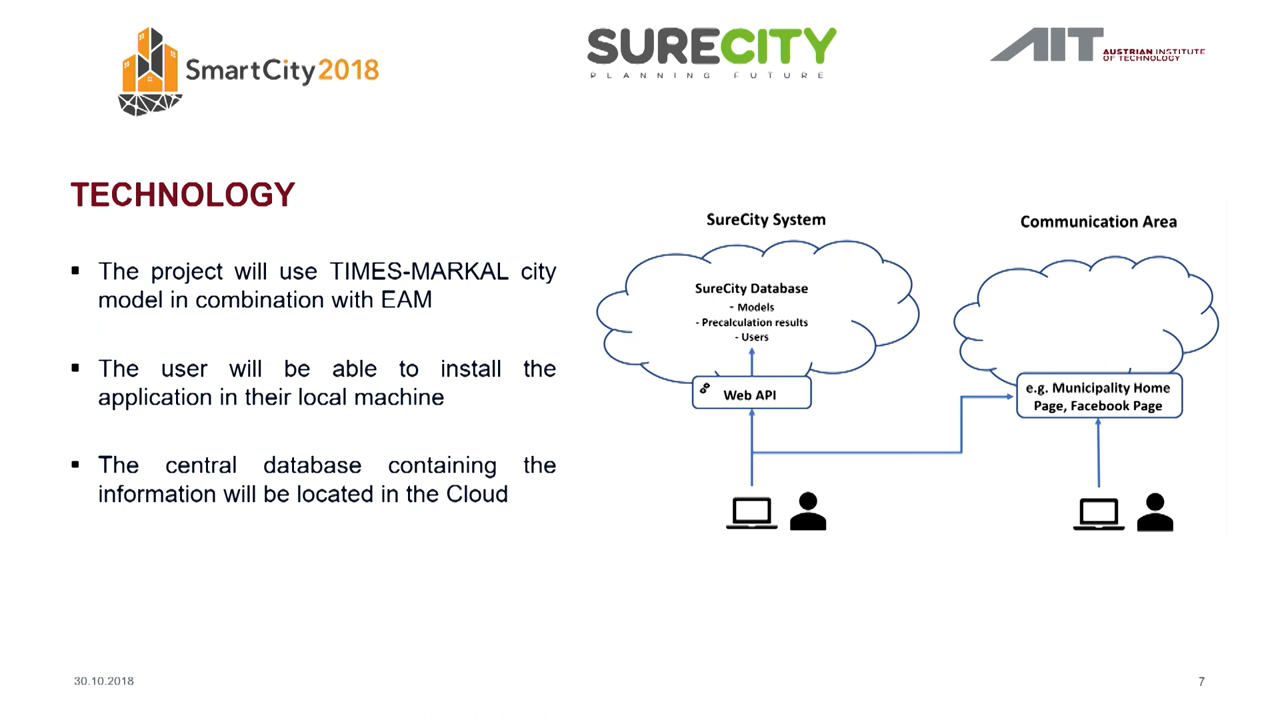 SmartCity 2018
SURECITY
PLANNING FUTURE
AIT AUSTRIAN INSTITUTE
OF TECHNOLOGY
TECHNOLOGY
▪ The project will use TIMES-MARKAL city
model in combination with EAM
▪ The user will be able to install the
application in their local machine
▪ The central database containing the
information will be located in the Cloud
SureCity System
SureCity Database
- Models
- Precalculation results
- Users
Web API
Communication Area
e.g. Municipality Home
Page, Facebook Page
30.10.2018
7